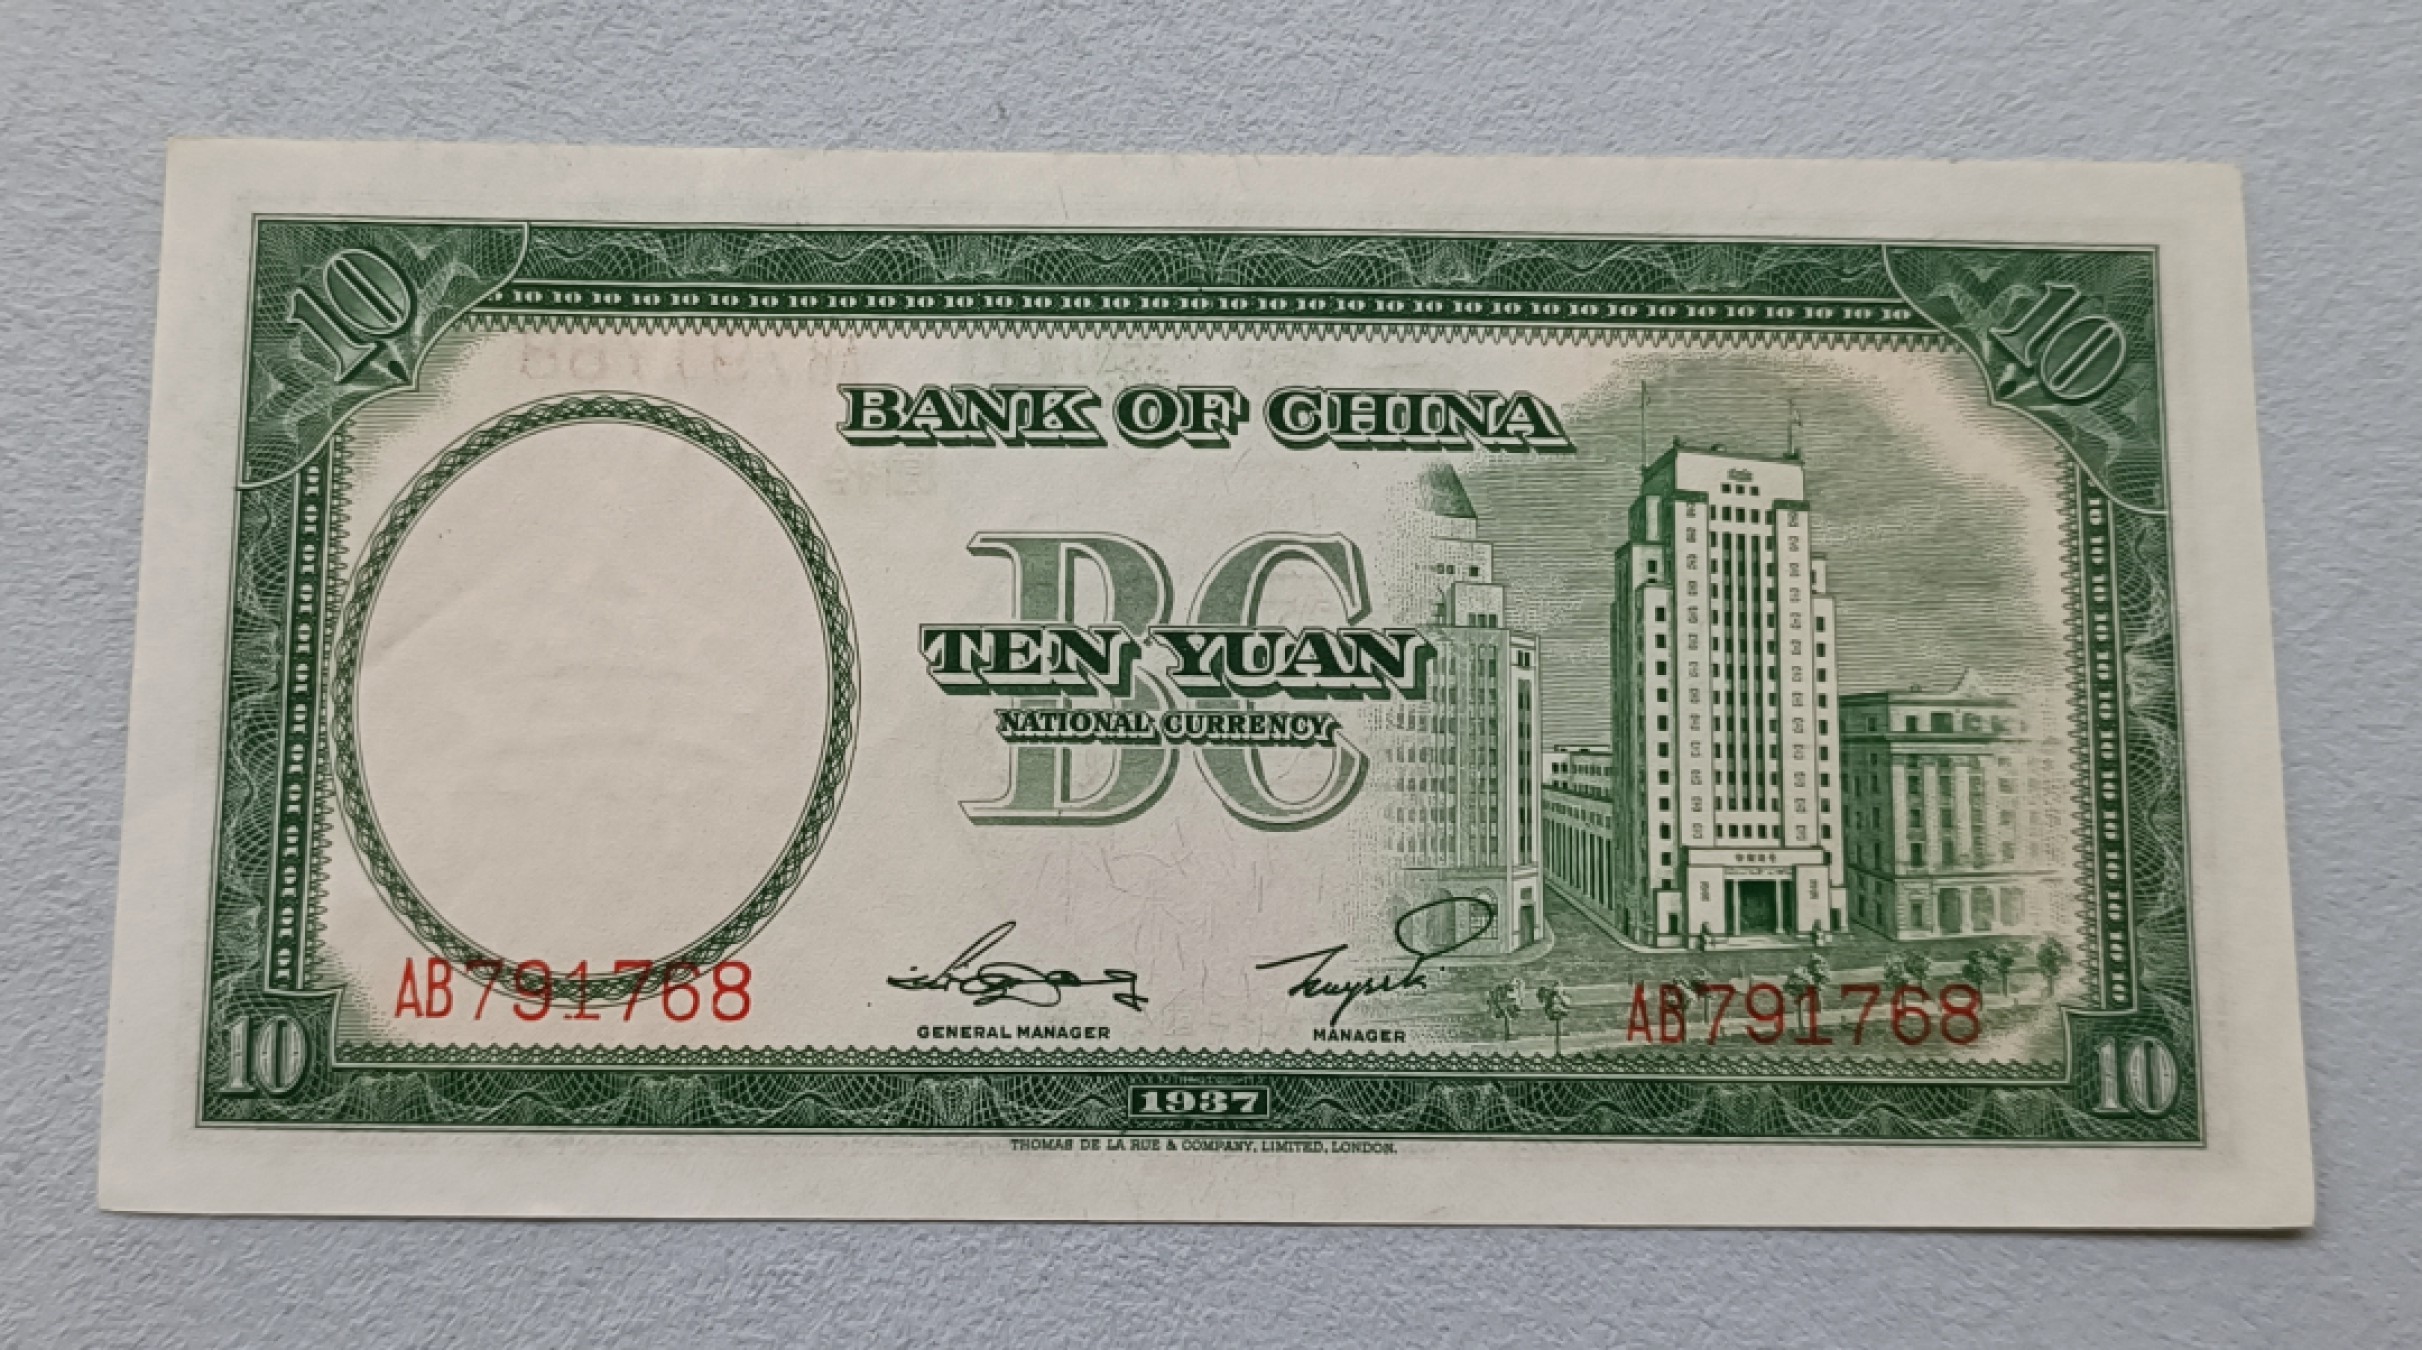 10 10
BANK OF CHINA
BC
TEN YUAN
NATIONAL CURRENCY
AB791768 AB791768
GENERAL MANAGER MANAGER
10 10
1937
THOMAS DE LA RUE & COMPANY, LIMITED, LONDON.